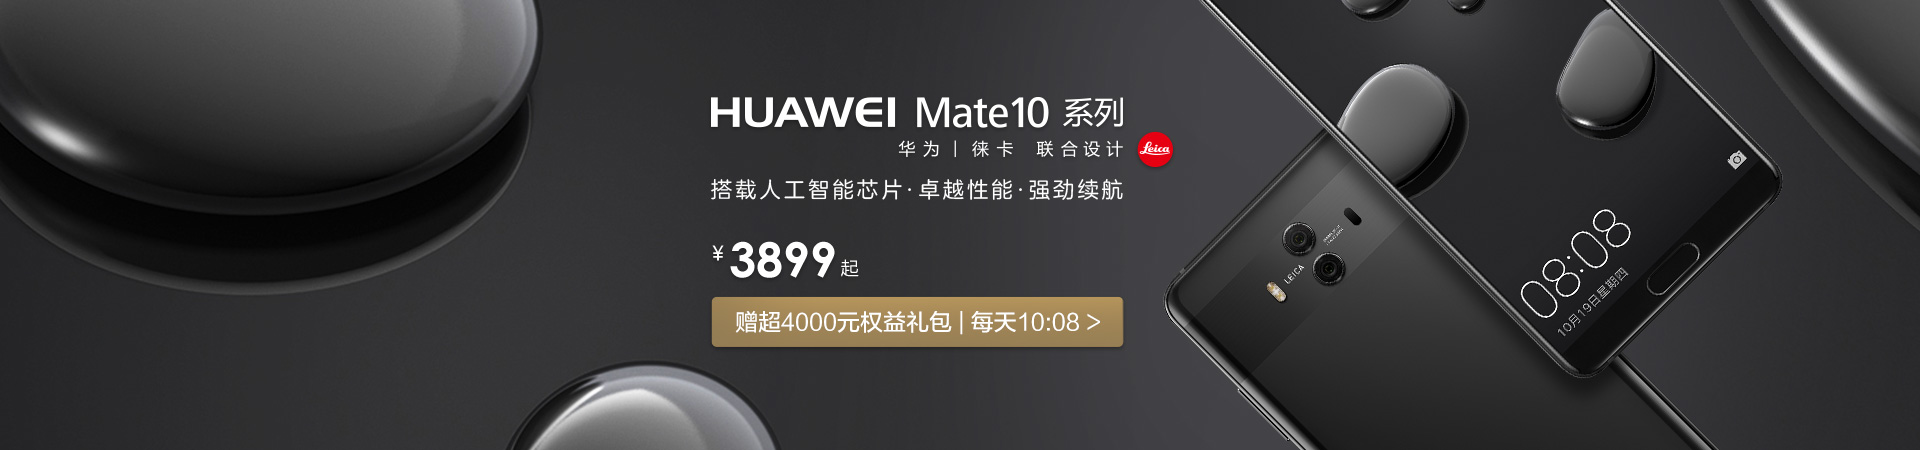 HUAWEI Mate10 系列
华为 | 徕卡 联合设计
Leica
搭载人工智能芯片·卓越性能·强劲续航
¥3899起
赠超4000元权益礼包 | 每天10:08 >
LEICA
08:08
10月19日星期四